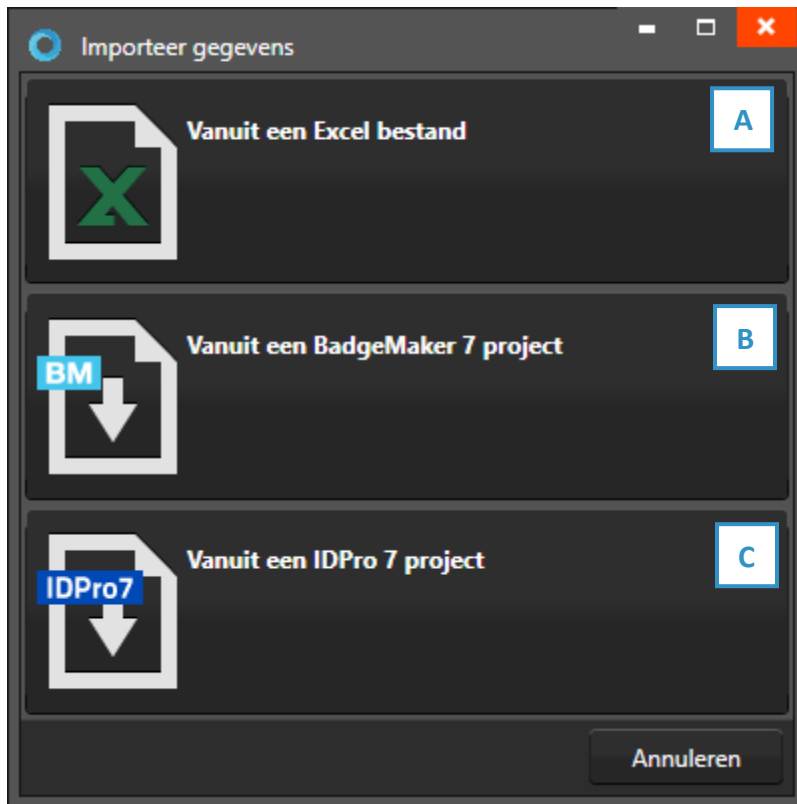 Importeer gegevens
Vanuit een Excel bestand
A
X
Vanuit een BadgeMaker 7 project
B
BM
Vanuit een IDPro 7 project
C
IDPro7
Annuleren